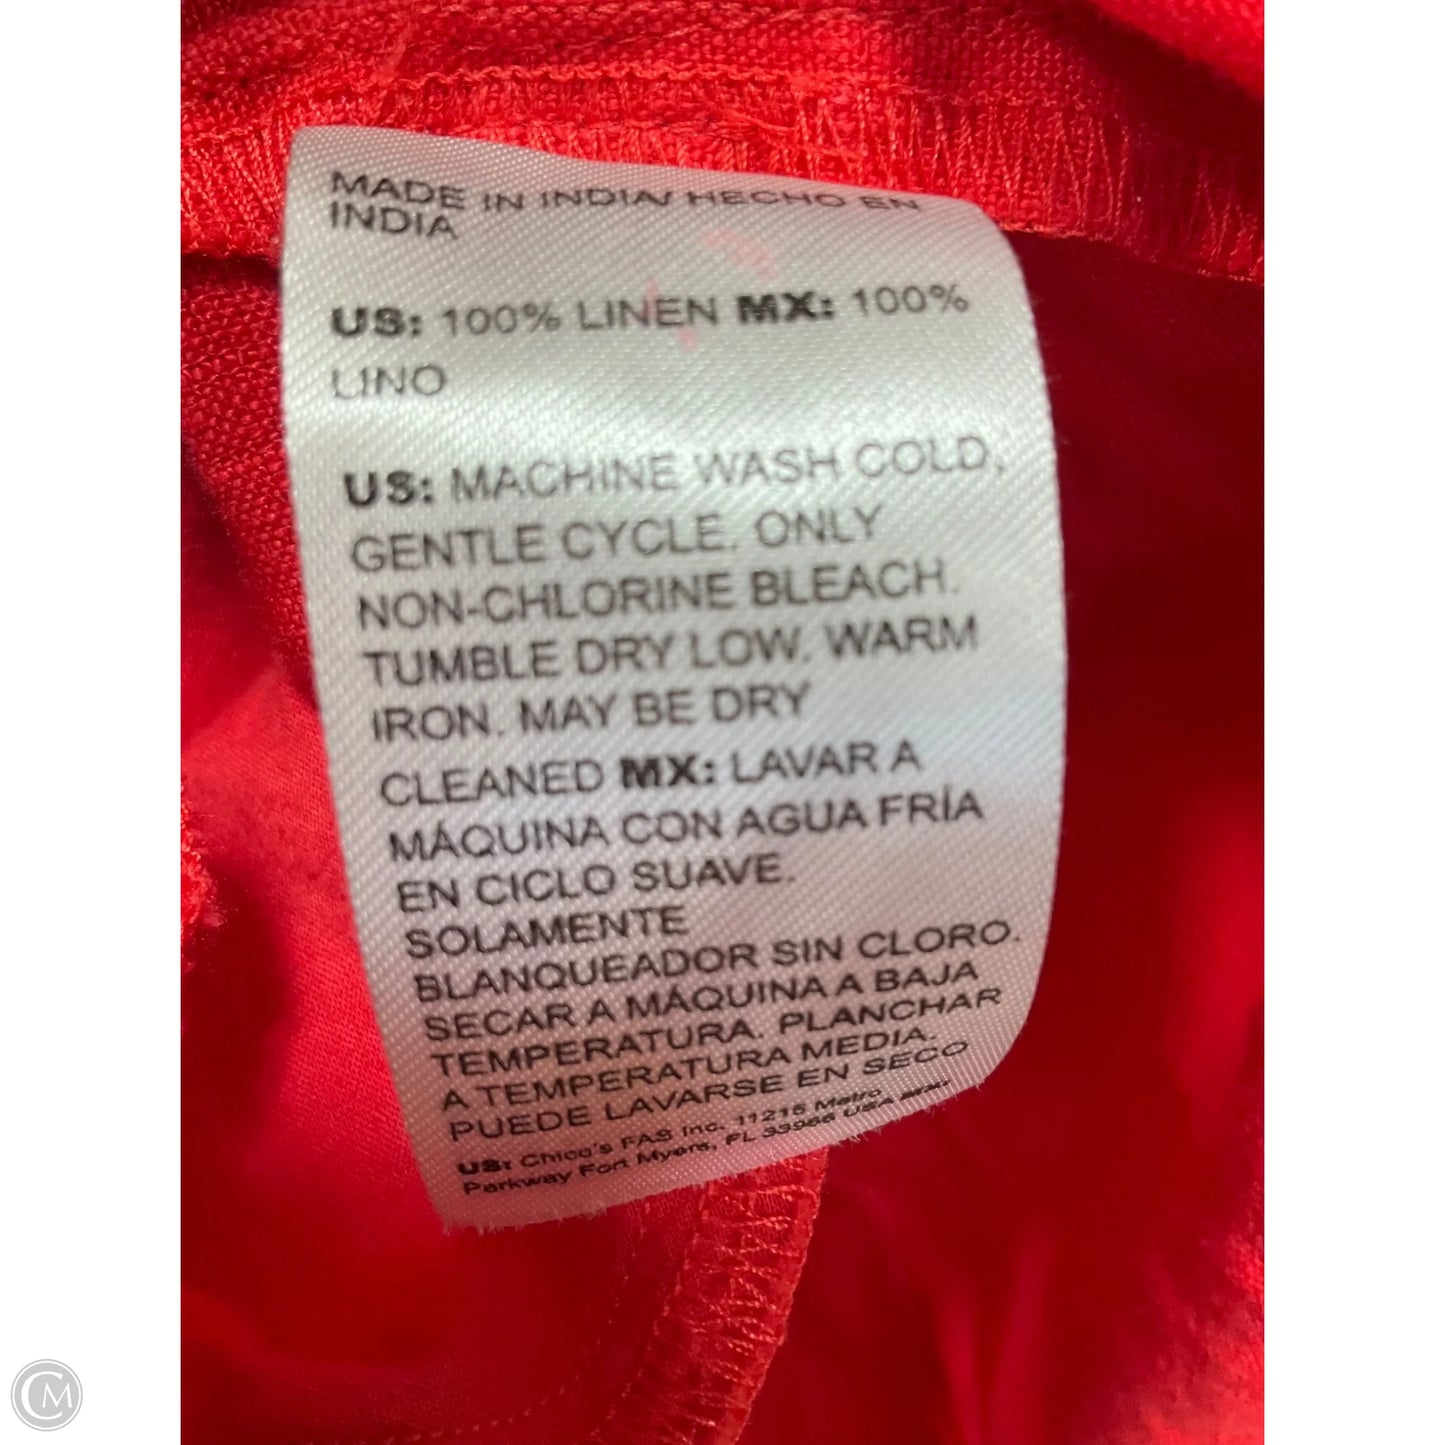 MADE IN INDIA/ HECHO EN
INDIA
US: 100% LINEN MX: 100%
LINO
US: MACHINE WASH COLD,
GENTLE CYCLE. ONLY
NON-CHLORINE BLEACH.
TUMBLE DRY LOW. WARM
IRON. MAY BE DRY
CLEANED MX: LAVAR A
MÁQUINA CON AGUA FRÍA
EN CICLO SUAVE.
SOLAMENTE
BLANQUEADOR SIN CLORO.
SECAR A MÁQUINA A BAJA
TEMPERATURA. PLANCHAR
A TEMPERATURA MEDIA.
PUEDE LAVARSE EN SECO
US: Chico's FAS Inc. 11215 Metro
Parkway Fort Myers, FL 33966 USA MX:
CM